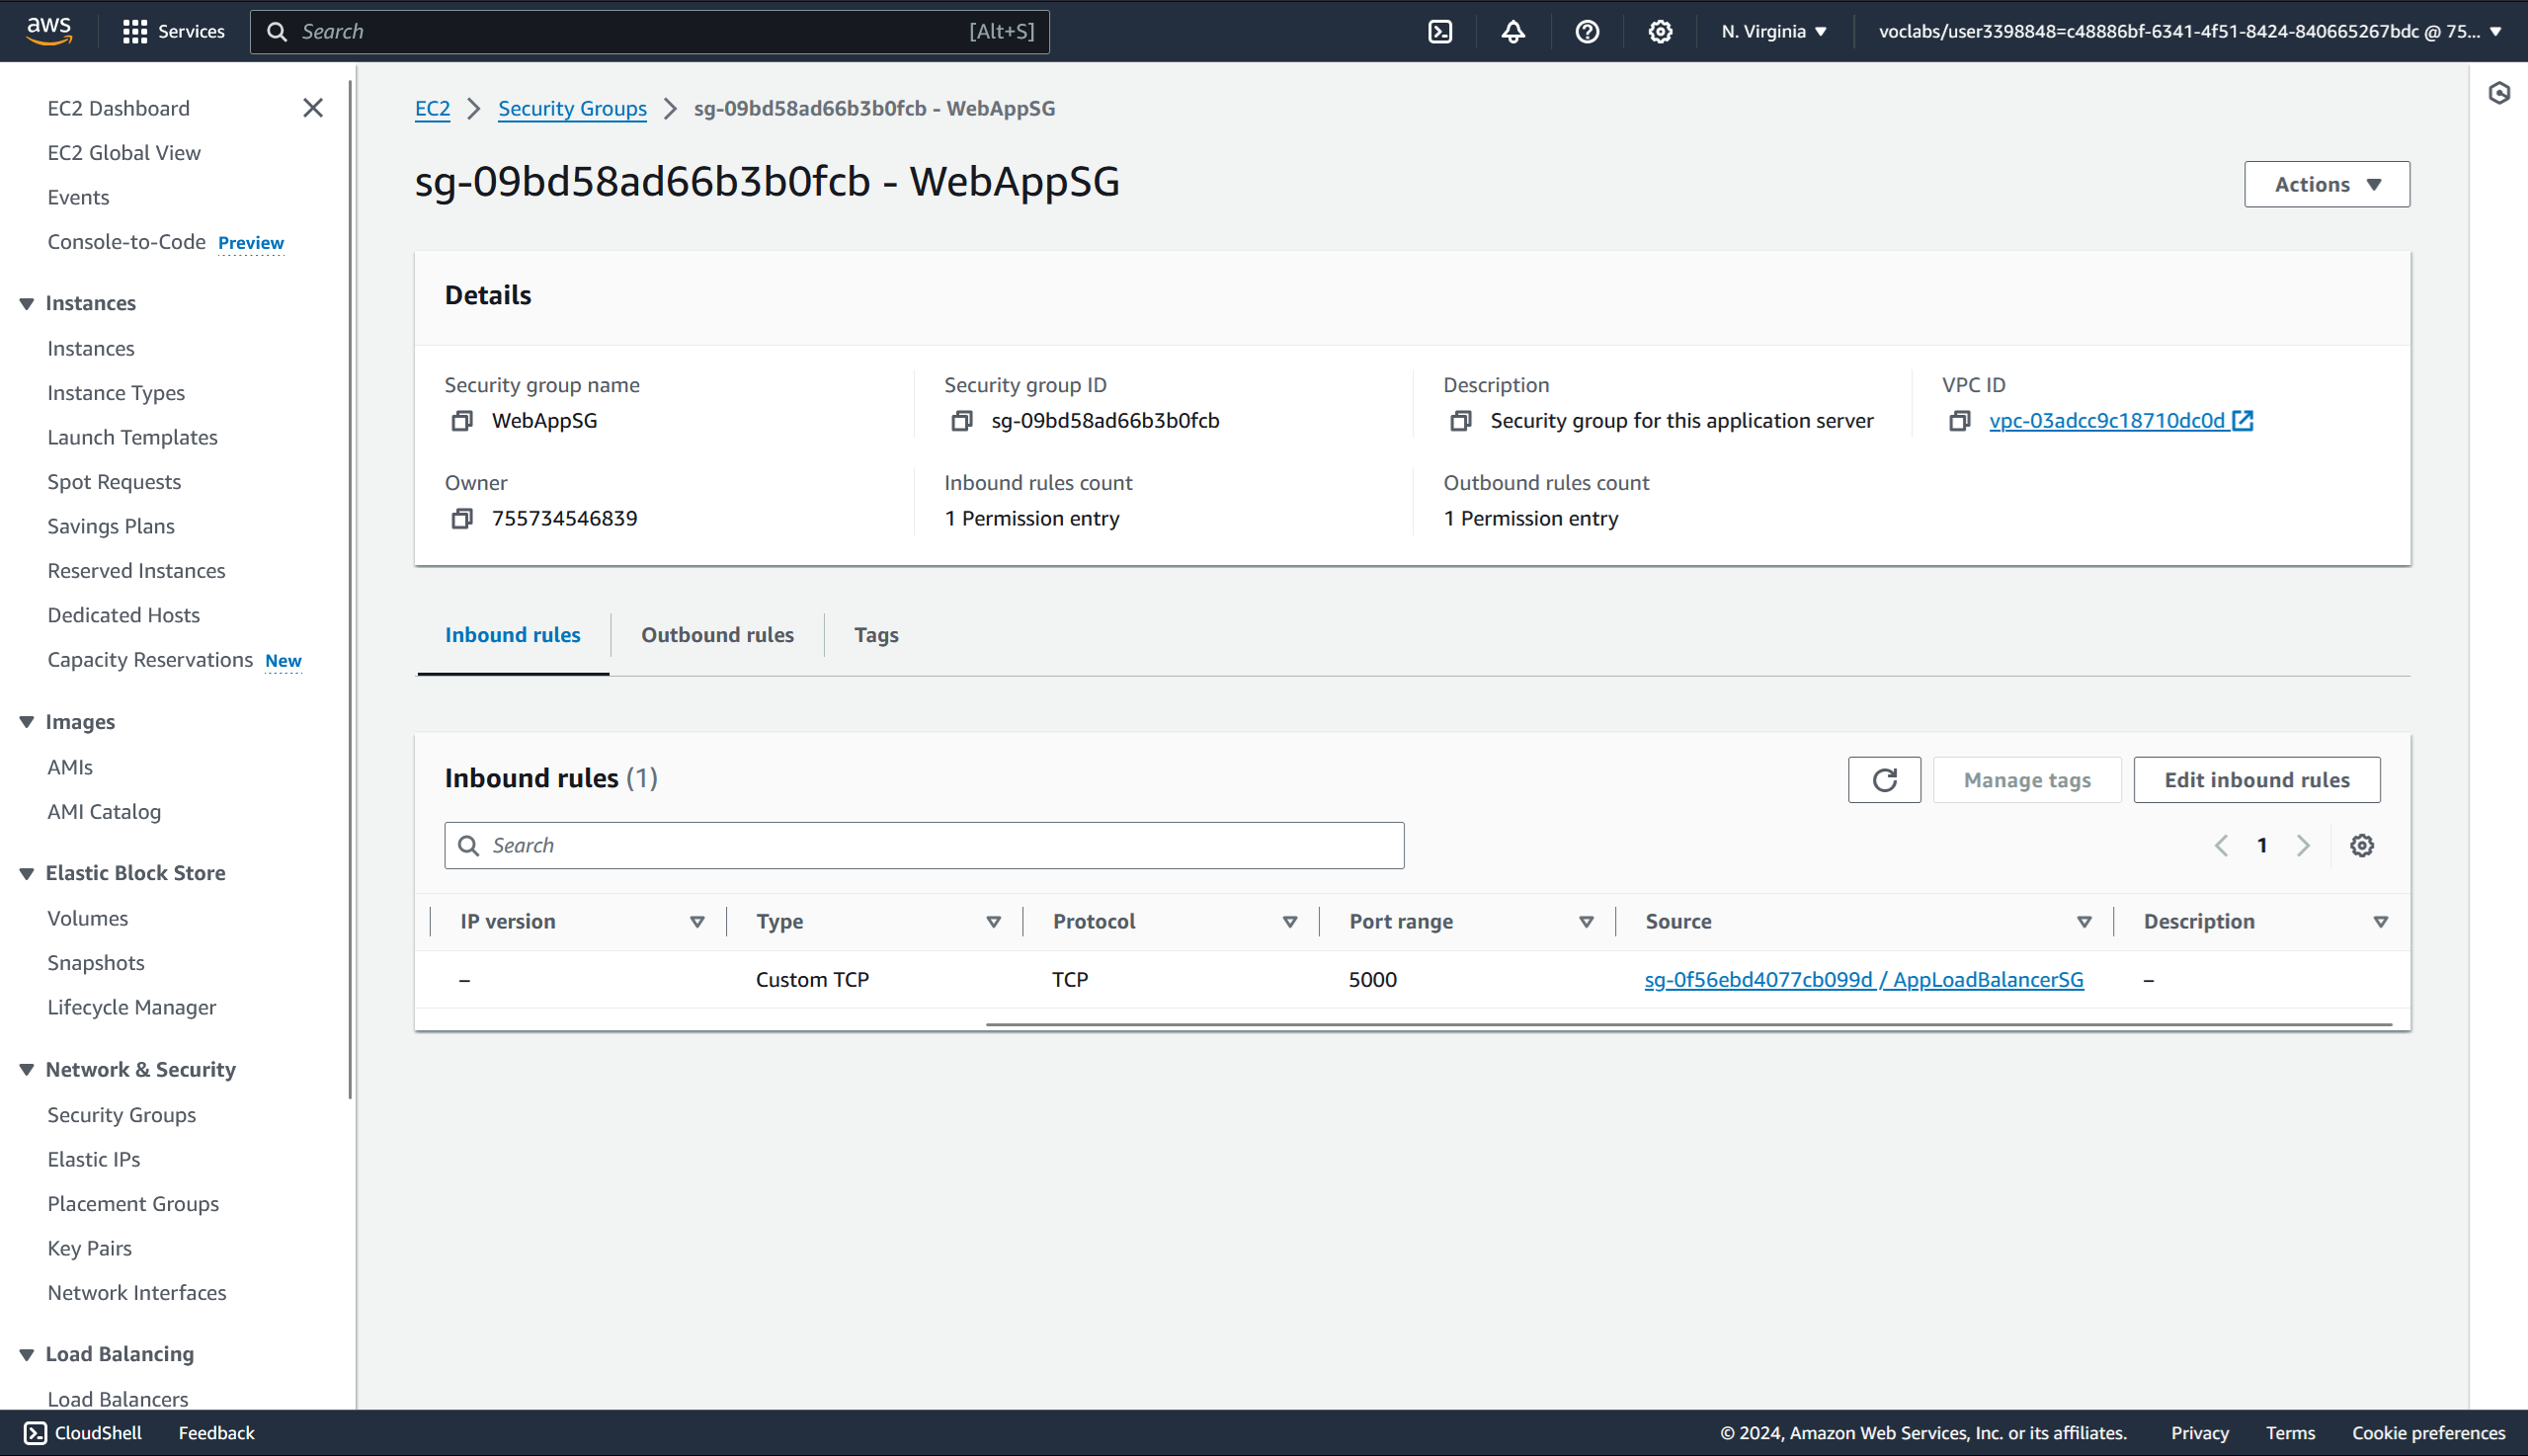 aws
Services
Search
[Alt+S]
N. Virginia
voclabs/user3398848=c48886bf-6341-4f51-8424-840665267bdc @ 75...
EC2 Dashboard
EC2 Global View
Events
Console-to-Code Preview
Instances
Instances
Instance Types
Launch Templates
Spot Requests
Savings Plans
Reserved Instances
Dedicated Hosts
Capacity Reservations New
Images
AMIs
AMI Catalog
Elastic Block Store
Volumes
Snapshots
Lifecycle Manager
Network & Security
Security Groups
Elastic IPs
Placement Groups
Key Pairs
Network Interfaces
Load Balancing
Load Balancers
EC2 Security Groups sg-09bd58ad66b3b0fcb - WebAppSG
sg-09bd58ad66b3b0fcb - WebAppSG
Actions
Details
Security group name
WebAppSG
Security group ID
sg-09bd58ad66b3b0fcb
Description
Security group for this application server
VPC ID
vpc-03adcc9c18710dc0d
Owner
755734546839
Inbound rules count
1 Permission entry
Outbound rules count
1 Permission entry
Inbound rules Outbound rules Tags
Inbound rules (1)
Manage tags
Edit inbound rules
Search
1
IP version Type Protocol Port range Source Description
– Custom TCP TCP 5000 sg-0f56ebd4077cb099d / AppLoadBalancerSG –
CloudShell Feedback
© 2024, Amazon Web Services, Inc. or its affiliates. Privacy Terms Cookie preferences